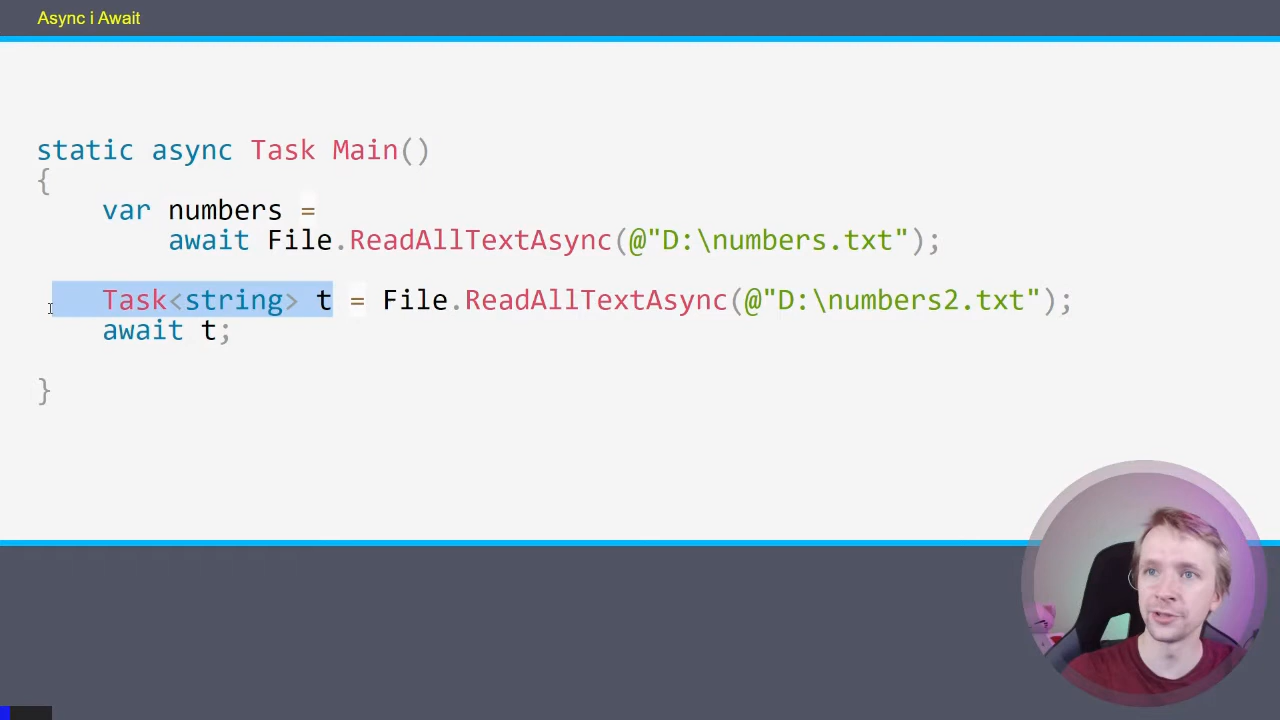 Async i Await
static async Task Main()
{
var numbers =
await File.ReadAllTextAsync(@"D:\numbers.txt");
Task<string> t = File.ReadAllTextAsync(@"D:\numbers2.txt");
await t;
}